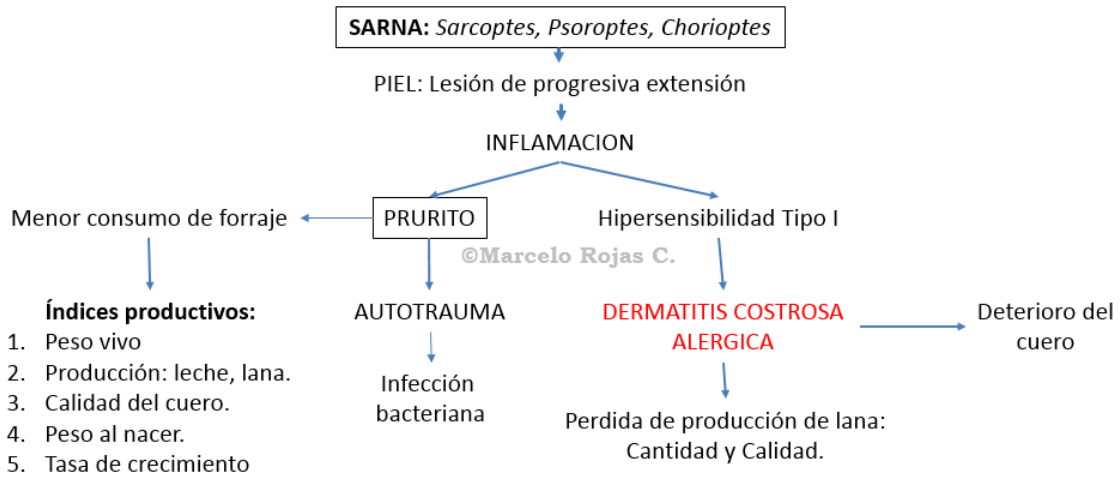 SARNA: Sarcoptes, Psoroptes, Chorioptes
PIEL: Lesión de progresiva extensión
INFLAMACION
Menor consumo de forraje
PRURITO
Hipersensibilidad Tipo I
©Marcelo Rojas C.
Índices productivos:
1. Peso vivo
2. Producción: leche, lana.
3. Calidad del cuero.
4. Peso al nacer.
5. Tasa de crecimiento
AUTOTRAUMA
Infección
bacteriana
DERMATITIS COSTROSA
ALERGICA
Perdida de producción de lana:
Cantidad y Calidad.
Deterioro del
cuero